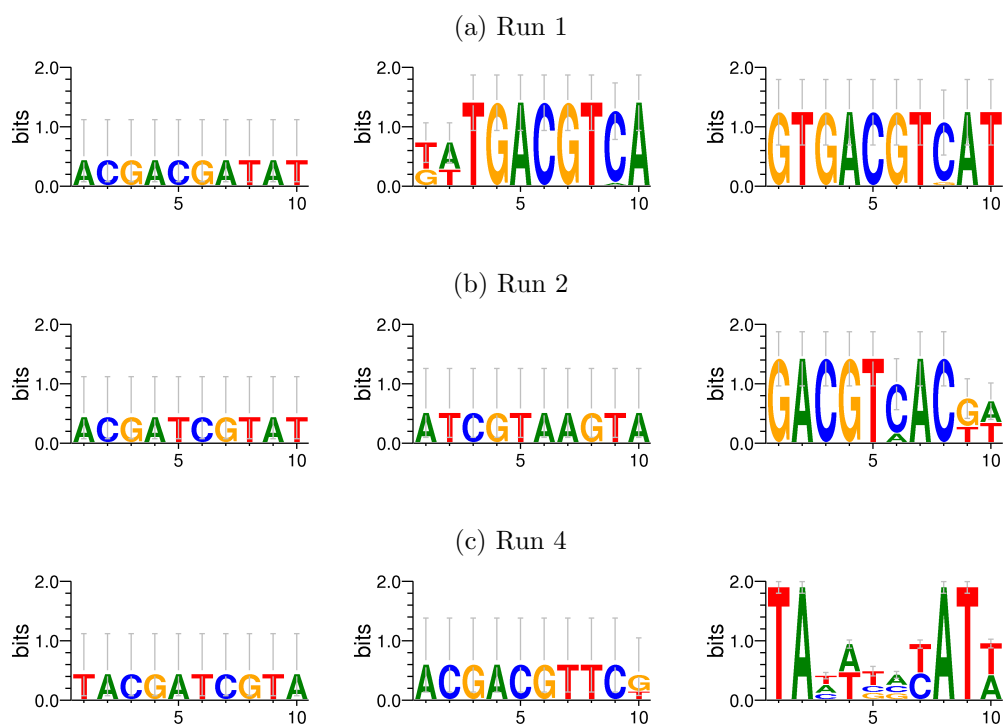 (a) Run 1
2.0
1.0
0.0
bits
ACGACGATAT
5 10
2.0
1.0
0.0
bits
TATGACGTCA
GT
5 10
2.0
1.0
0.0
bits
GTGACGTCAT
5 10
(b) Run 2
2.0
1.0
0.0
bits
ACGATCGTAT
5 10
2.0
1.0
0.0
bits
ATCGTAAGTA
5 10
2.0
1.0
0.0
bits
GACGTCACGA
ATT
5 10
(c) Run 4
2.0
1.0
0.0
bits
TACGATCGTA
5 10
2.0
1.0
0.0
bits
ACGACGTTCG
T
5 10
2.0
1.0
0.0
bits
TATATATATT
ATCCCA
CGG
5 10